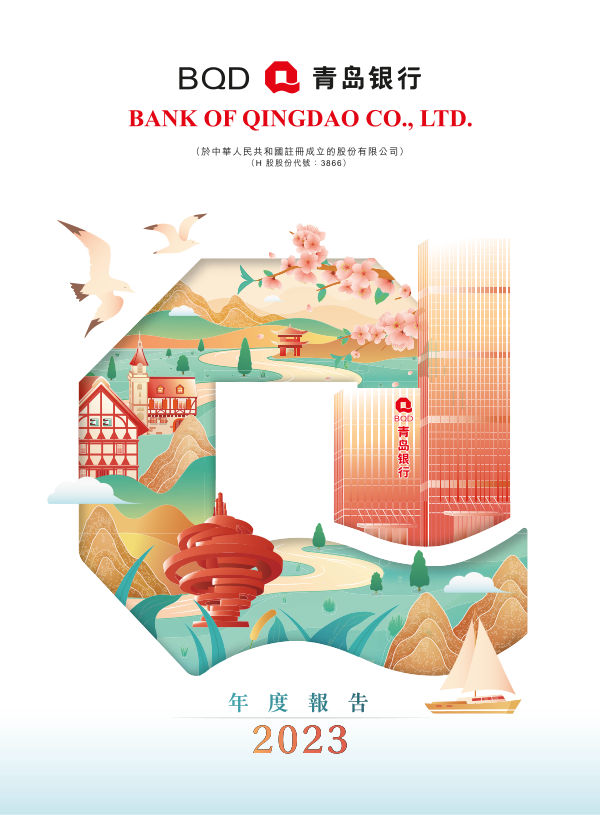 BQD 青岛银行
BANK OF QINGDAO CO., LTD.
（於中華人民共和國註冊成立的股份有限公司）
（H 股股份代號：3866）
BQD
青岛银行
年度報告
2023